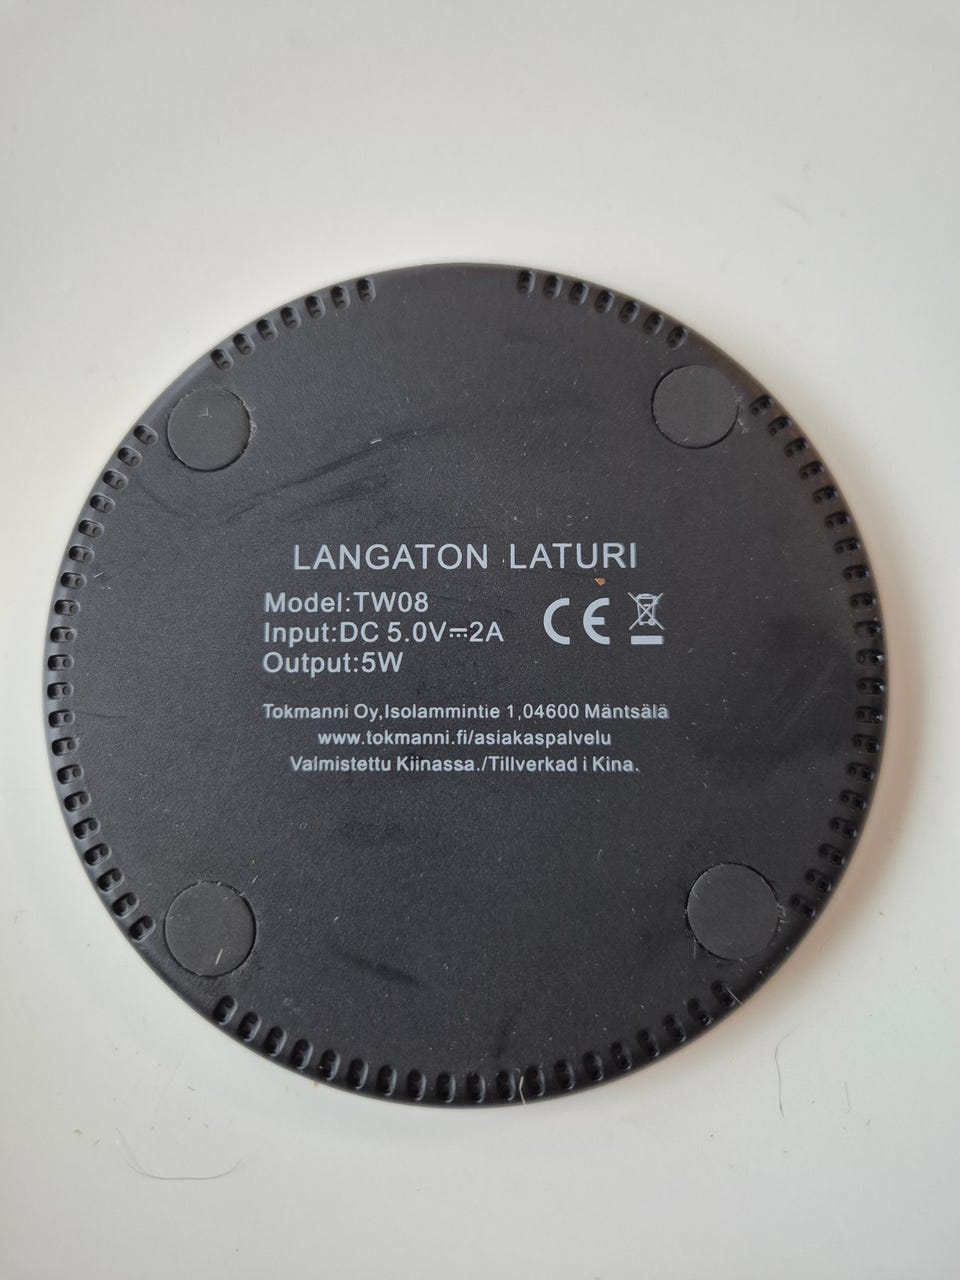 LANGATON LATURI
Model:TW08
Input:DC 5.0V⎓2A
Output:5W
CE
Tokmanni Oy,Isolammintie 1,04600 Mäntsälä
www.tokmanni.fi/asiakaspalvelu
Valmistettu Kiinassa./Tillverkad i Kina.